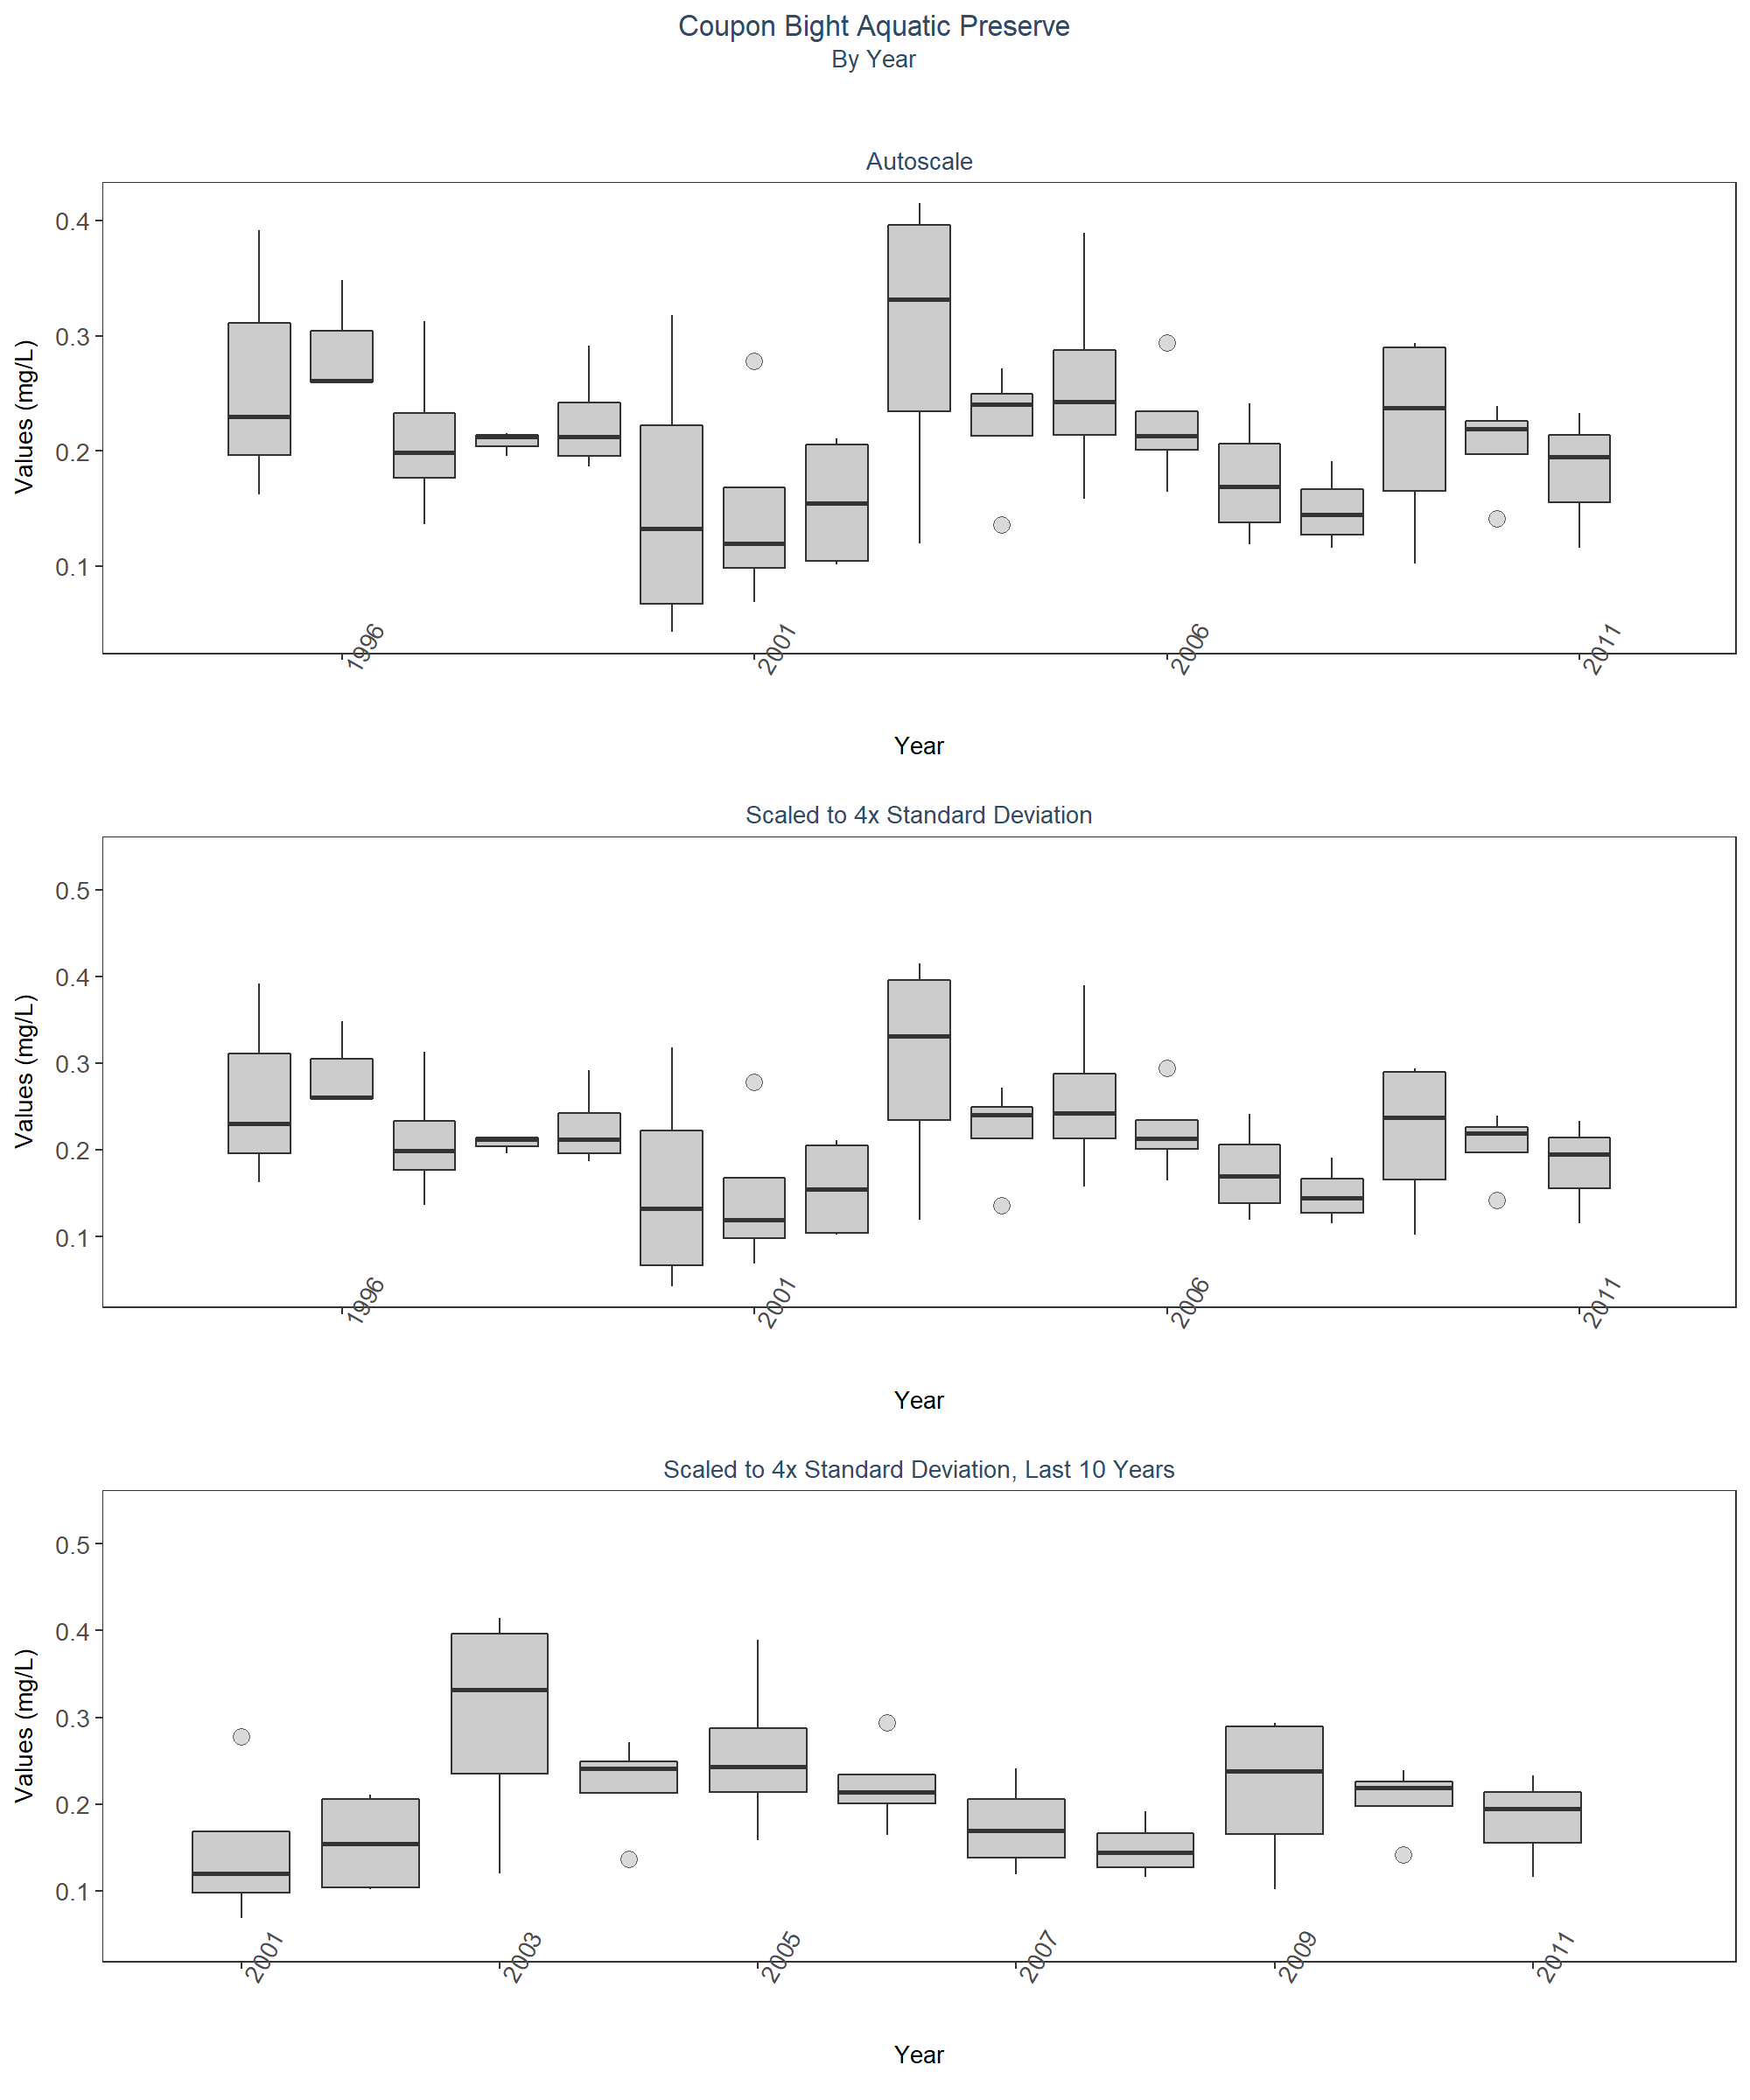 Coupon Bight Aquatic Preserve
By Year
Autoscale
Values (mg/L)
0.4
0.3
0.2
0.1
1996
2001
2006
2011
Year
Scaled to 4x Standard Deviation
Values (mg/L)
0.5
0.4
0.3
0.2
0.1
1996
2001
2006
2011
Year
Scaled to 4x Standard Deviation, Last 10 Years
Values (mg/L)
0.5
0.4
0.3
0.2
0.1
2001
2003
2005
2007
2009
2011
Year